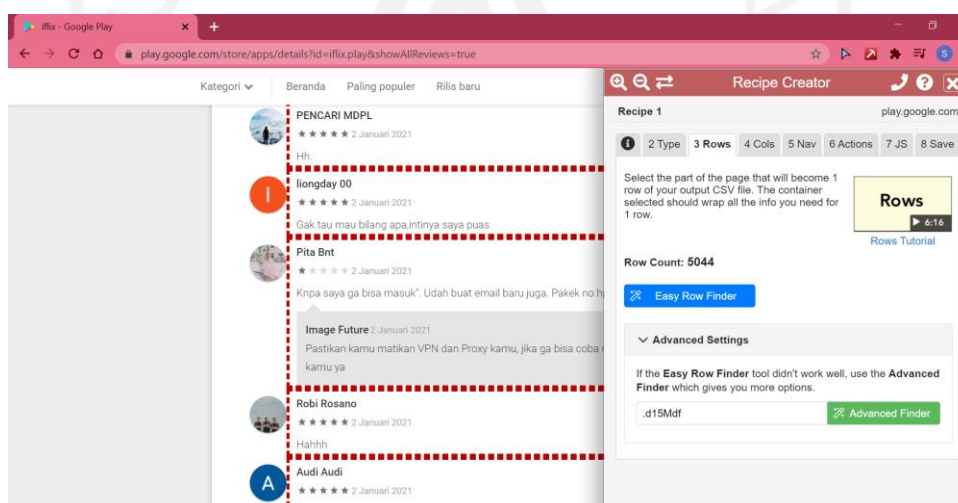 iflix - Google Play
play.google.com/store/apps/details?id=iflix.play&showAllReviews=true
S
Kategori
Beranda
Paling populer
Rilis baru
PENCARI MDPL
2 Januari 2021
Hh.
I
liongday 00
2 Januari 2021
Gak tau mau bilang apa,intinya saya puas.
Pita Bnt
2 Januari 2021
Knpa saya ga bisa masuk". Udah buat email baru juga. Pakek no h
Image Future 2 Januari 2021
Pastikan kamu matikan VPN dan Proxy kamu, jika ga bisa coba
kamu ya
Robi Rosano
2 Januari 2021
Hahhh
A
Audi Audi
2 Januari 2021
Recipe Creator
Recipe 1
play.google.com
2 Type
3 Rows
4 Cols
5 Nav
6 Actions
7 JS
8 Save
Select the part of the page that will become 1
row of your output CSV file. The container
selected should wrap all the info you need for
1 row.
Rows
6:16
Rows Tutorial
Row Count: 5044
Easy Row Finder
Advanced Settings
If the Easy Row Finder tool didn't work well, use the Advanced
Finder which gives you more options.
.d15Mdf
Advanced Finder